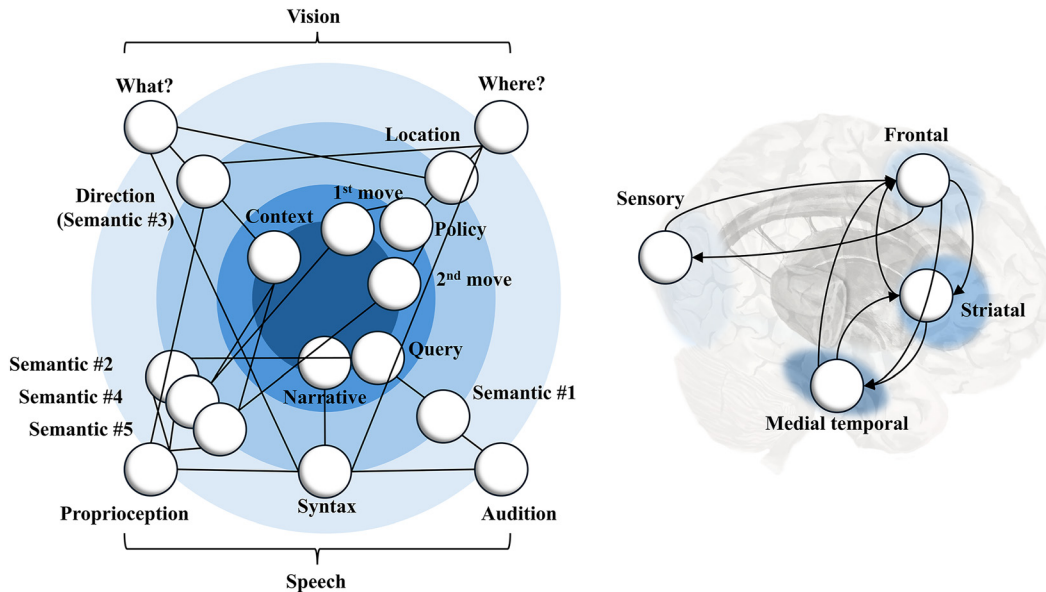 Vision
What?
Where?
Location
Direction
(Semantic #3)
1st move
Context
Policy
2nd move
Query
Semantic #2
Semantic #4
Semantic #5
Narrative
Semantic #1
Proprioception
Syntax
Audition
Speech
Frontal
Sensory
Striatal
Medial temporal